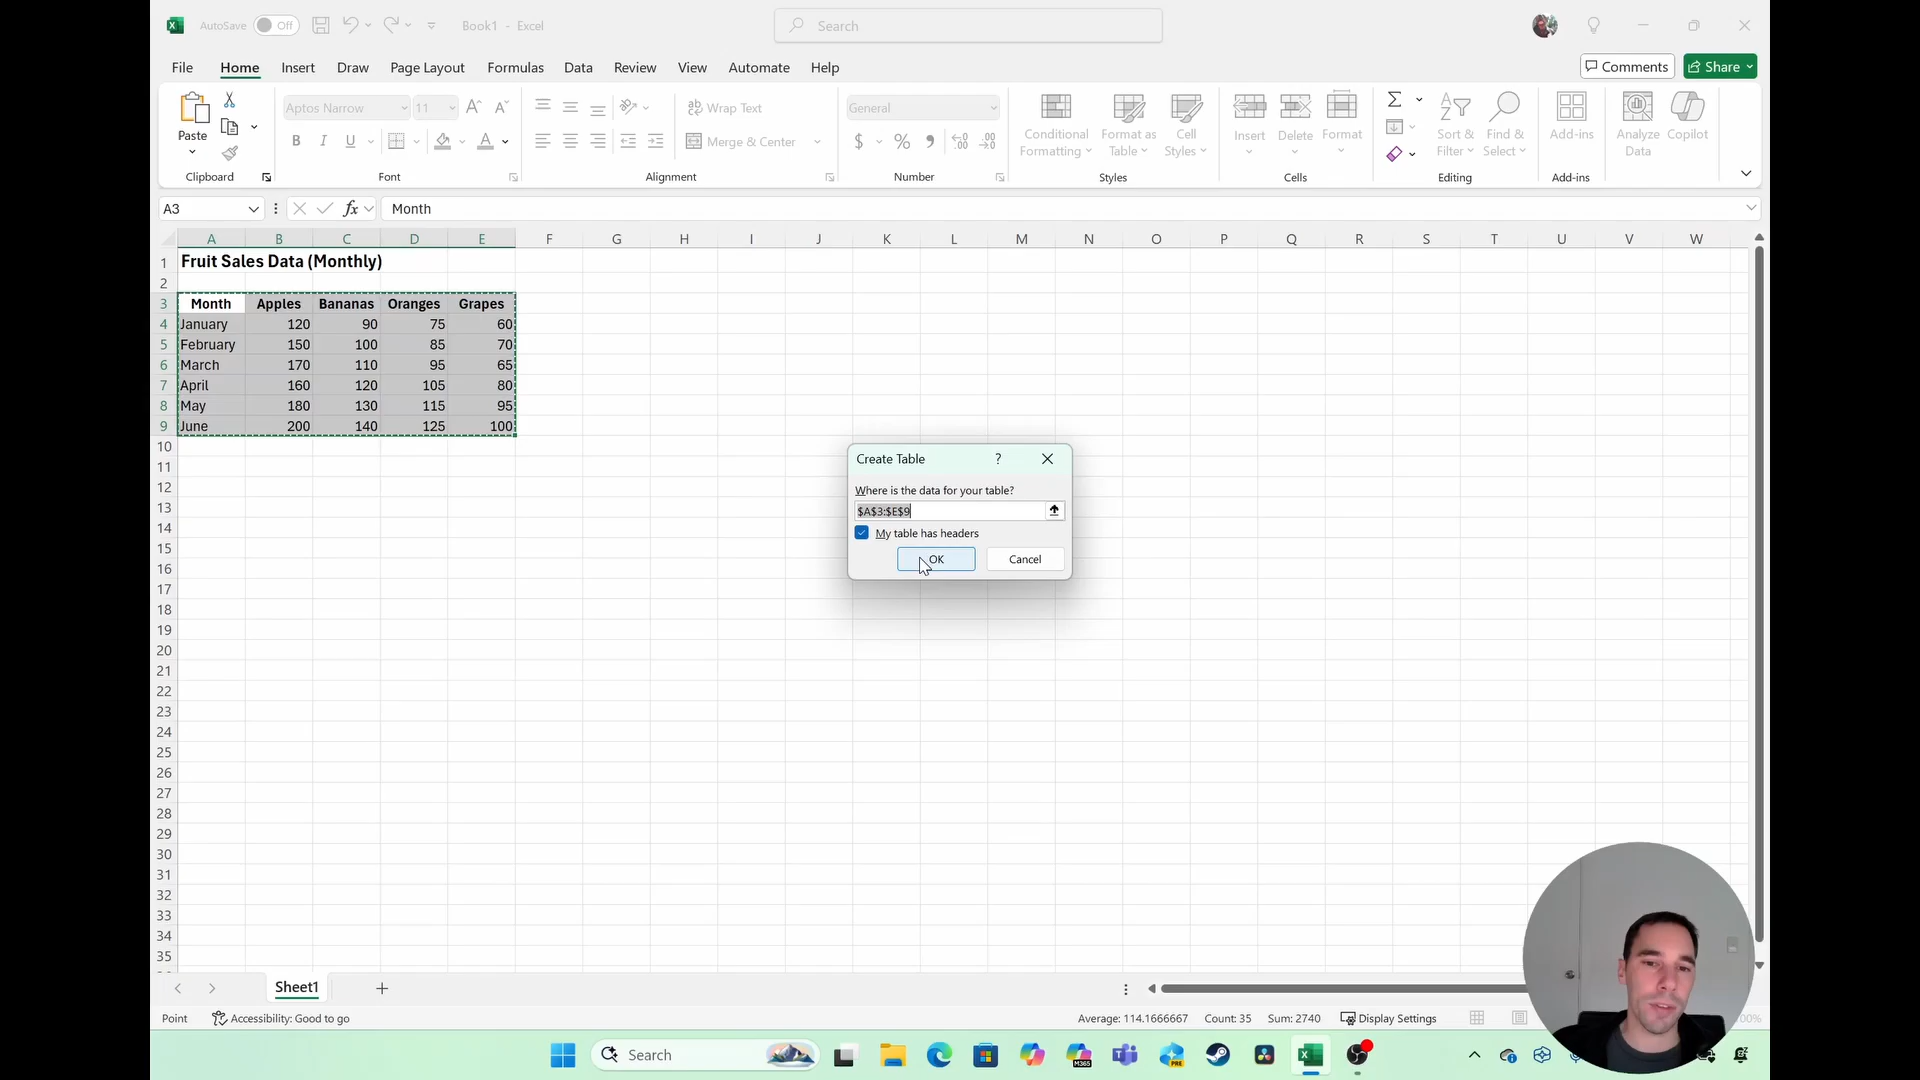 AutoSave Off Book1 - Excel Search
File Home Insert Draw Page Layout Formulas Data Review View Automate Help Comments Share
Paste Aptos Narrow 11 Wrap Text General Conditional Formatting Format as Table Cell Styles Insert Delete Format Sort & Filter Find & Select Add-ins Analyze Data Copilot
B I U Merge & Center $ %
Clipboard Font Alignment Number Styles Cells Editing Add-ins
A3 fx Month
A B C D E F G H I J K L M N O P Q R S T U V W
1 Fruit Sales Data (Monthly)
2
3 Month Apples Bananas Oranges Grapes
4 January 120 90 75 60
5 February 150 100 85 70
6 March 170 110 95 65
7 April 160 120 105 80
8 May 180 130 115 95
9 June 200 140 125 100
10
11
12
13
14
15
16
17
18
19
20
21
22
23
24
25
26
27
28
29
30
31
32
33
34
35
Create Table ?
Where is the data for your table?
$A$3:$E$9
My table has headers
OK Cancel
Sheet1
Point Accessibility: Good to go Average: 114.1666667 Count: 35 Sum: 2740 Display Settings
Search M365 PRE